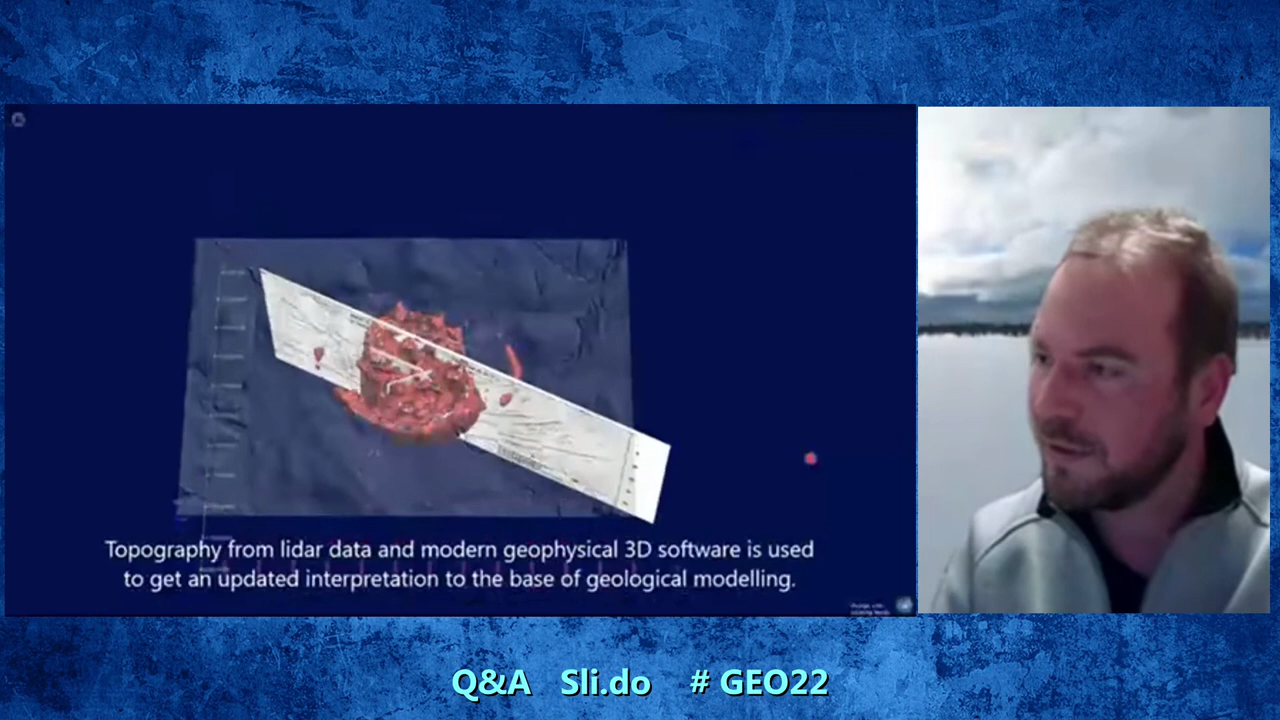 Topography from lidar data and modern geophysical 3D software is used
to get an updated interpretation to the base of geological modelling.
Q&A Sli.do # GEO22